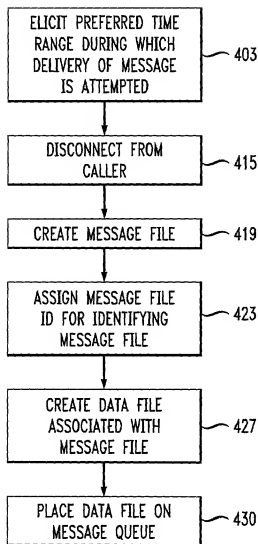 ELICIT PREFERRED TIME
RANGE DURING WHICH
DELIVERY OF MESSAGE
IS ATTEMPTED
403
DISCONNECT FROM
CALLER
415
CREATE MESSAGE FILE
419
ASSIGN MESSAGE FILE
ID FOR IDENTIFYING
MESSAGE FILE
423
CREATE DATA FILE
ASSOCIATED WITH
MESSAGE FILE
427
PLACE DATA FILE ON
MESSAGE QUEUE
430